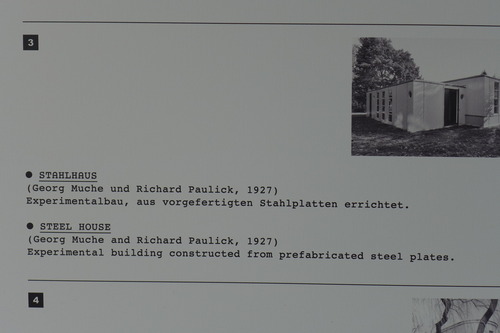 3
STAHLHAUS
(Georg Muche und Richard Paulick, 1927)
Experimentalbau, aus vorgefertigten Stahlplatten errichtet.
STEEL HOUSE
(Georg Muche and Richard Paulick, 1927)
Experimental building constructed from prefabricated steel plates.
4